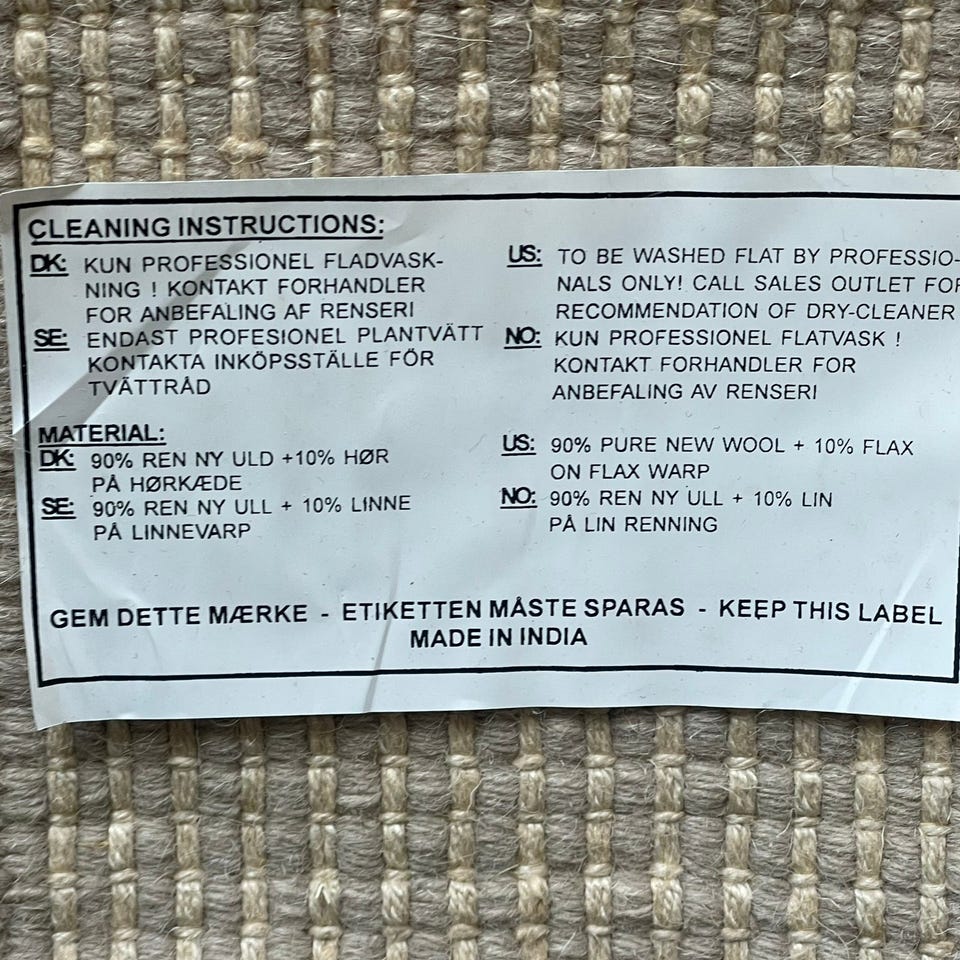 CLEANING INSTRUCTIONS:
DK: KUN PROFESSIONEL FLADVASK-
NING ! KONTAKT FORHANDLER
FOR ANBEFALING AF RENSERI
SE: ENDAST PROFESIONEL PLANTVÄTT
KONTAKTA INKÖPSSTÄLLE FÖR
TVÄTTRÅD
US: TO BE WASHED FLAT BY PROFESSIO-
NALS ONLY! CALL SALES OUTLET FOR
RECOMMENDATION OF DRY-CLEANER
NO: KUN PROFESSIONEL FLATVASK !
KONTAKT FORHANDLER FOR
ANBEFALING AV RENSERI
MATERIAL:
DK: 90% REN NY ULD +10% HØR
PÅ HØRKÆDE
SE: 90% REN NY ULL + 10% LINNE
PÅ LINNEVARP
US: 90% PURE NEW WOOL + 10% FLAX
ON FLAX WARP
NO: 90% REN NY ULL + 10% LIN
PÅ LIN RENNING
GEM DETTE MÆRKE - ETIKETTEN MÅSTE SPARAS - KEEP THIS LABEL
MADE IN INDIA